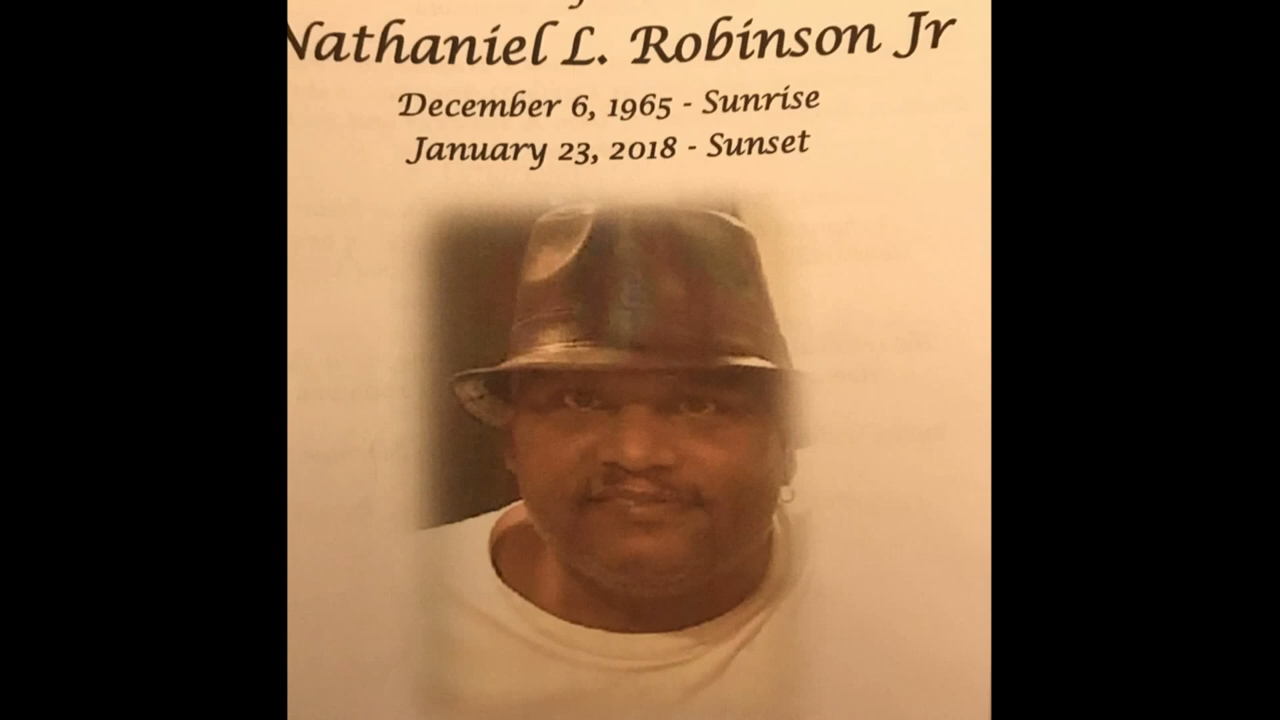 Nathaniel L. Robinson Jr
December 6, 1965 - Sunrise
January 23, 2018 - Sunset